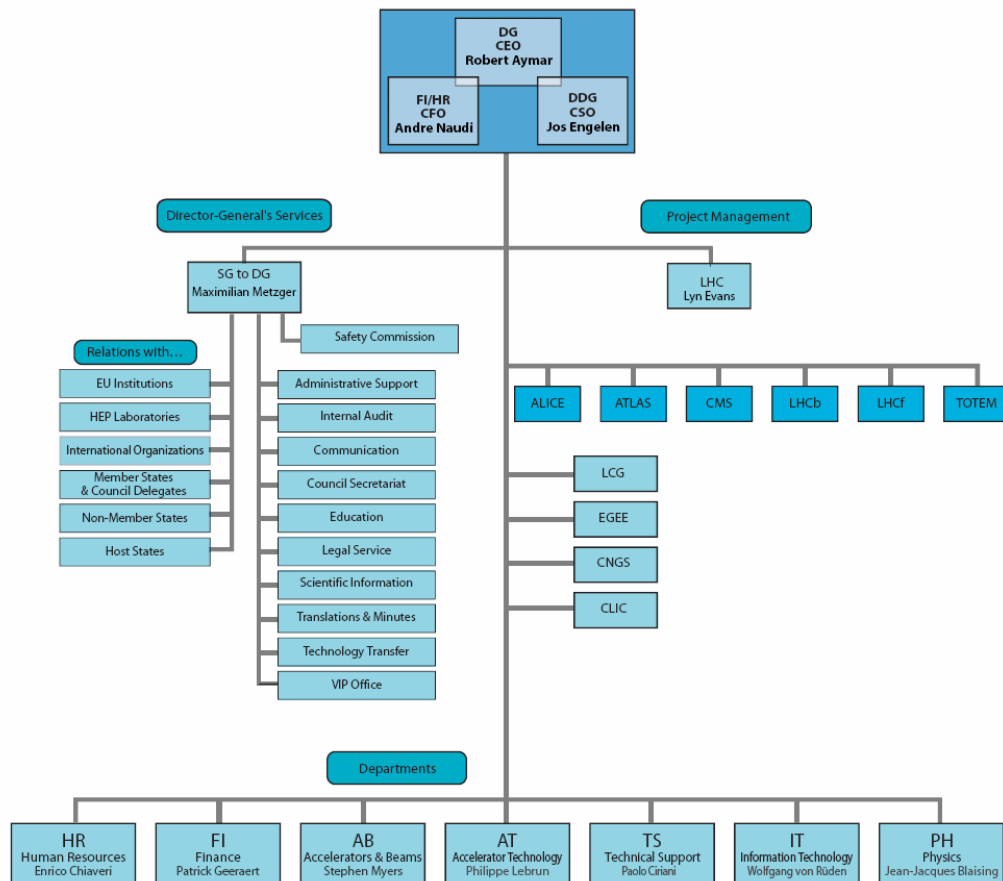 DG
CEO
Robert Aymar
FI/HR
CFO
Andre Naudi
DDG
CSO
Jos Engelen
Director-General's Services
Project Management
SG to DG
Maximilian Metzger
LHC
Lyn Evans
Safety Commission
Relations with...
EU Institutions
HEP Laboratories
International Organizations
Member States
& Council Delegates
Non-Member States
Host States
Administrative Support
Internal Audit
Communication
Council Secretariat
Education
Legal Service
Scientific Information
Translations & Minutes
Technology Transfer
VIP Office
ALICE
ATLAS
CMS
LHCb
LHCf
TOTEM
LCG
EGEE
CNGS
CLIC
Departments
HR
Human Resources
Enrico Chiaveri
FI
Finance
Patrick Geeraert
AB
Accelerators & Beams
Stephen Myers
AT
Accelerator Technology
Philippe Lebrun
TS
Technical Support
Paolo Ciriani
IT
Information Technology
Wolfgang von Rüden
PH
Physics
Jean-Jacques Blaising